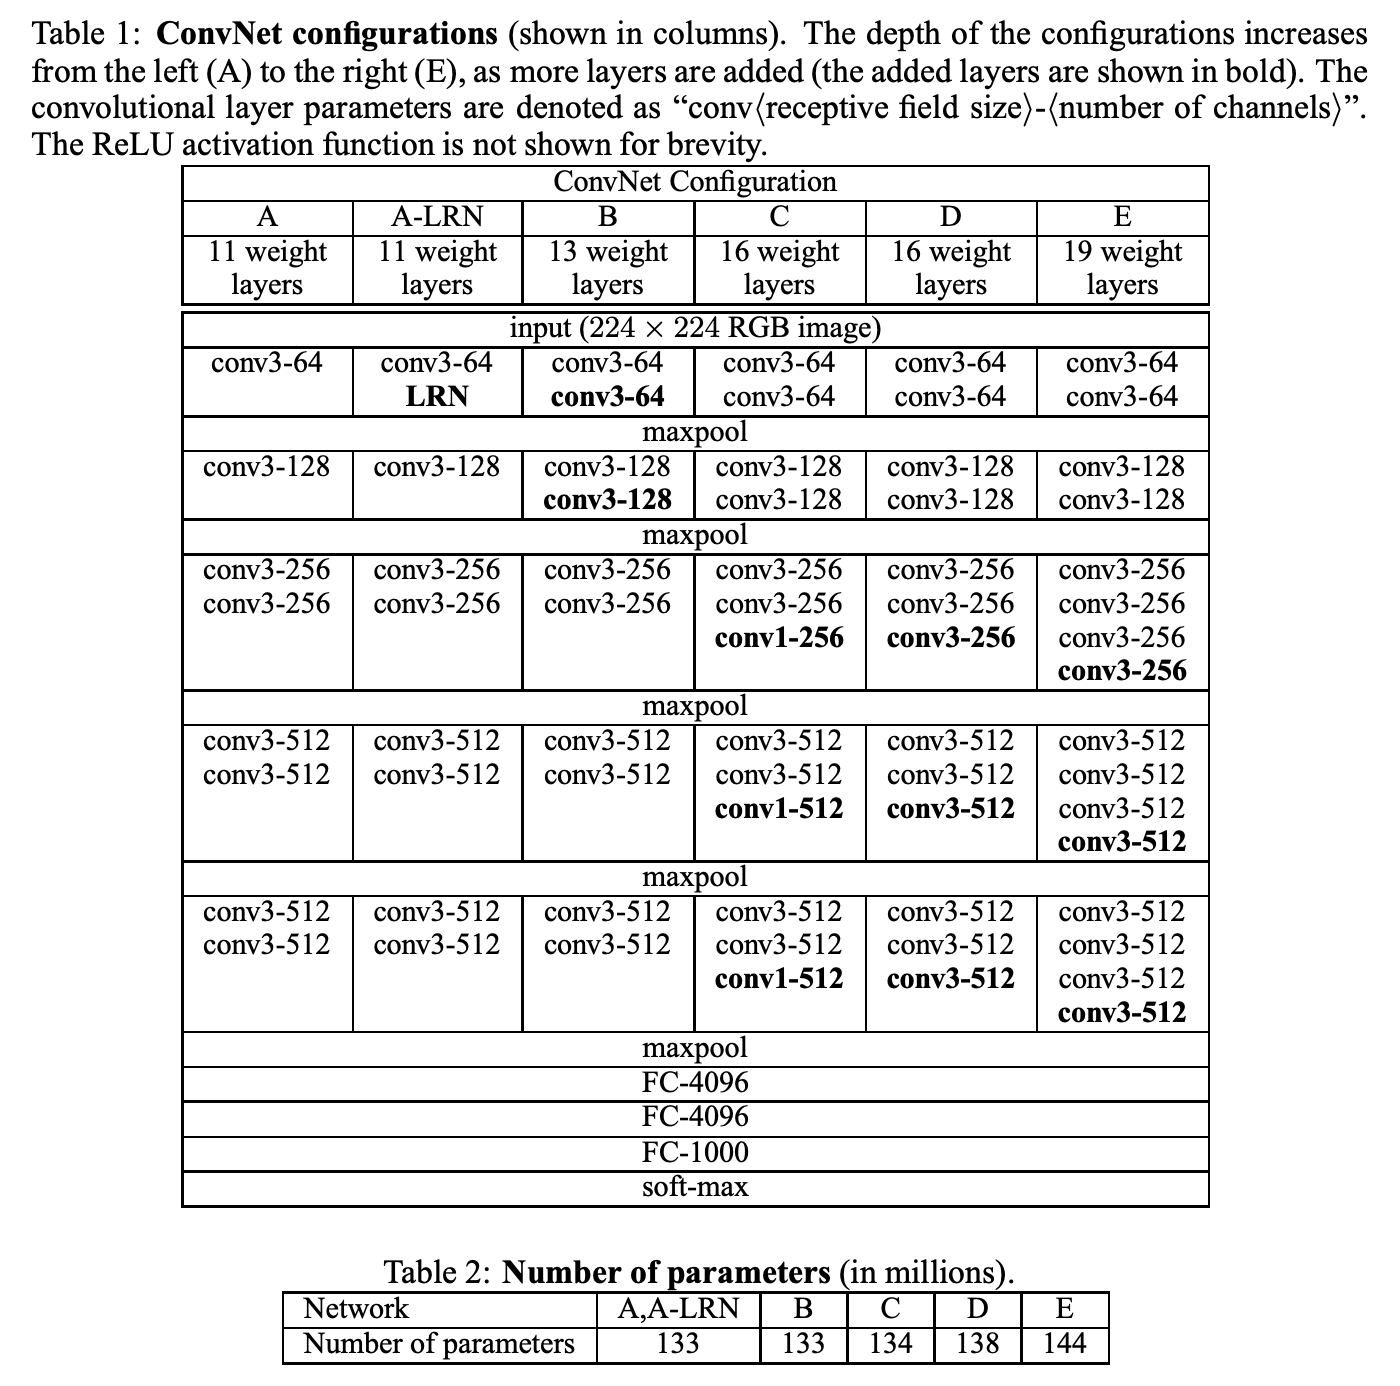 Table 1: ConvNet configurations (shown in columns). The depth of the configurations increases
from the left (A) to the right (E), as more layers are added (the added layers are shown in bold). The
convolutional layer parameters are denoted as “conv⟨receptive field size⟩-⟨number of channels⟩”.
The ReLU activation function is not shown for brevity.
ConvNet Configuration
A A-LRN B C D E
11 weight 11 weight 13 weight 16 weight 16 weight 19 weight
layers layers layers layers layers layers
input (224 × 224 RGB image)
conv3-64 conv3-64 conv3-64 conv3-64 conv3-64 conv3-64
LRN conv3-64 conv3-64 conv3-64 conv3-64
maxpool
conv3-128 conv3-128 conv3-128 conv3-128 conv3-128 conv3-128
conv3-128 conv3-128 conv3-128 conv3-128
maxpool
conv3-256 conv3-256 conv3-256 conv3-256 conv3-256 conv3-256
conv3-256 conv3-256 conv3-256 conv3-256 conv3-256 conv3-256
conv1-256 conv3-256 conv3-256
conv3-256
maxpool
conv3-512 conv3-512 conv3-512 conv3-512 conv3-512 conv3-512
conv3-512 conv3-512 conv3-512 conv3-512 conv3-512 conv3-512
conv1-512 conv3-512 conv3-512
conv3-512
maxpool
conv3-512 conv3-512 conv3-512 conv3-512 conv3-512 conv3-512
conv3-512 conv3-512 conv3-512 conv3-512 conv3-512 conv3-512
conv1-512 conv3-512 conv3-512
conv3-512
maxpool
FC-4096
FC-4096
FC-1000
soft-max
Table 2: Number of parameters (in millions).
Network A,A-LRN B C D E
Number of parameters 133 133 134 138 144